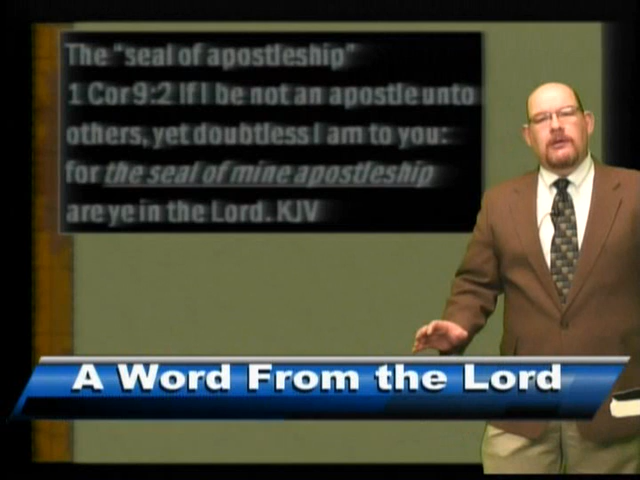 The "seal of apostleship"
1 Cor 9:2 If I be not an apostle unto
others, yet doubtless I am to you:
for the seal of mine apostleship
are ye in the Lord. KJV
A Word From the Lord